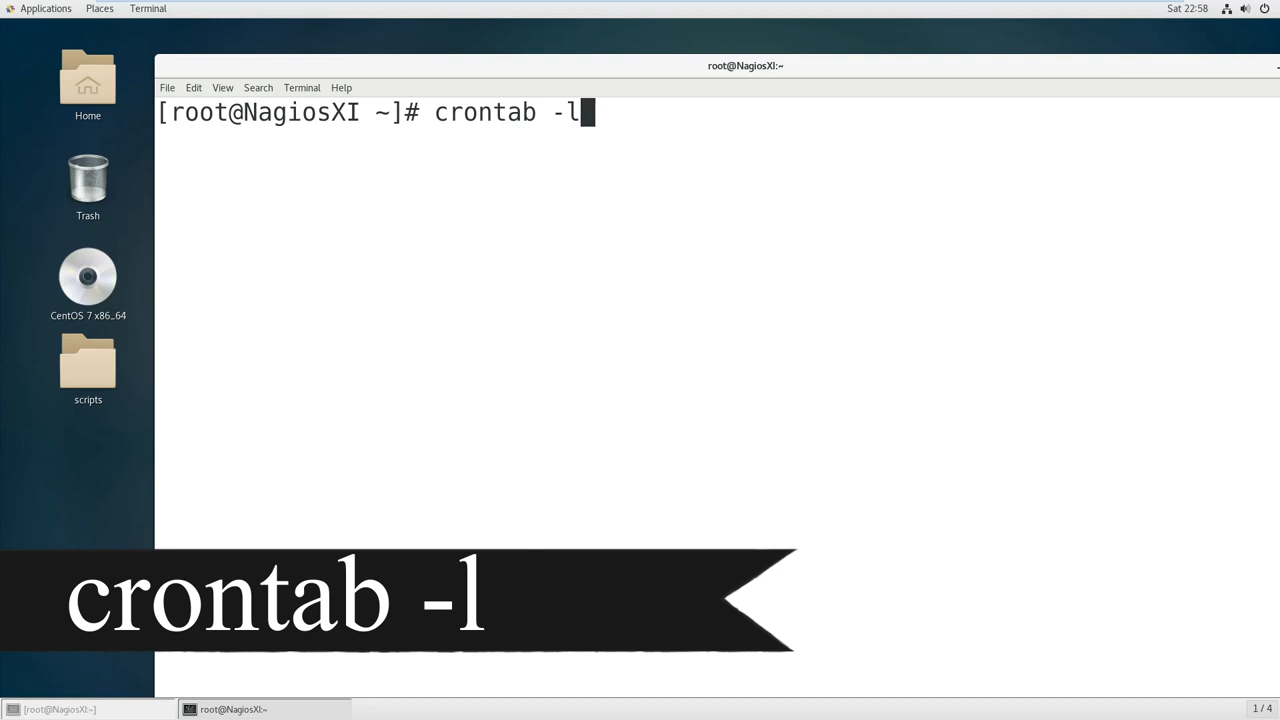 Applications Places Terminal Sat 22:58
root@NagiosXI:~
File Edit View Search Terminal Help
[root@NagiosXI ~]# crontab -l
Home
Trash
CentOS 7 x86_64
scripts
crontab -l
[root@NagiosXI:~] root@NagiosXI:~ 1 / 4